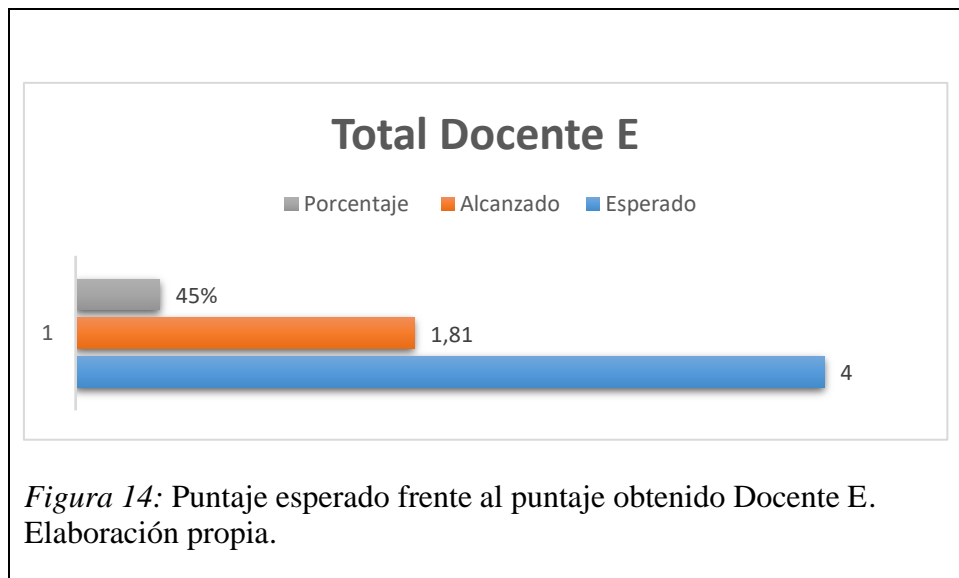 Total Docente E
Porcentaje Alcanzado Esperado
45%
1 1,81
4
Figura 14: Puntaje esperado frente al puntaje obtenido Docente E.
Elaboración propia.